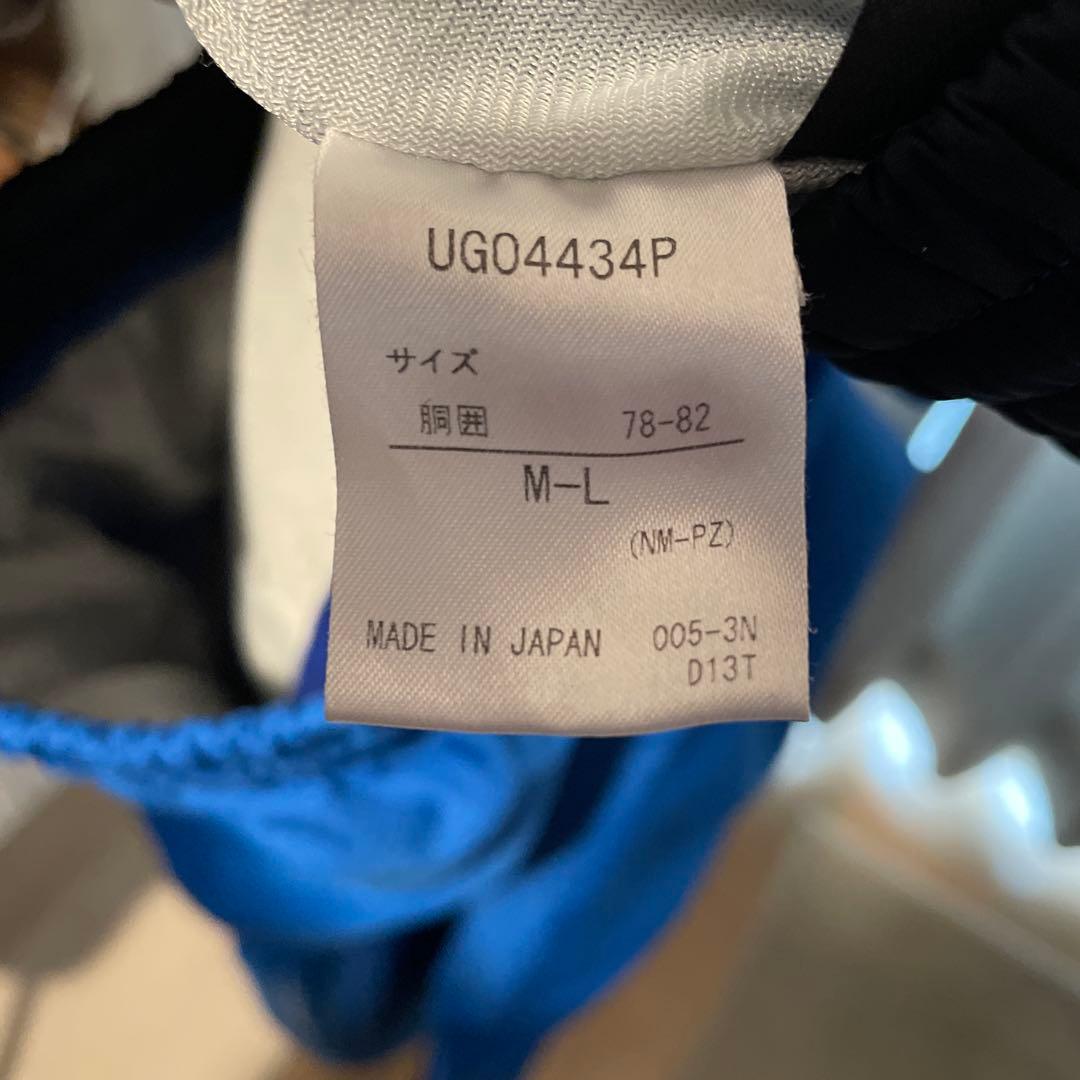 UG04434P
サイズ
胴囲 78-82
M-L
(NM-PZ)
MADE IN JAPAN 005-3N
D13T